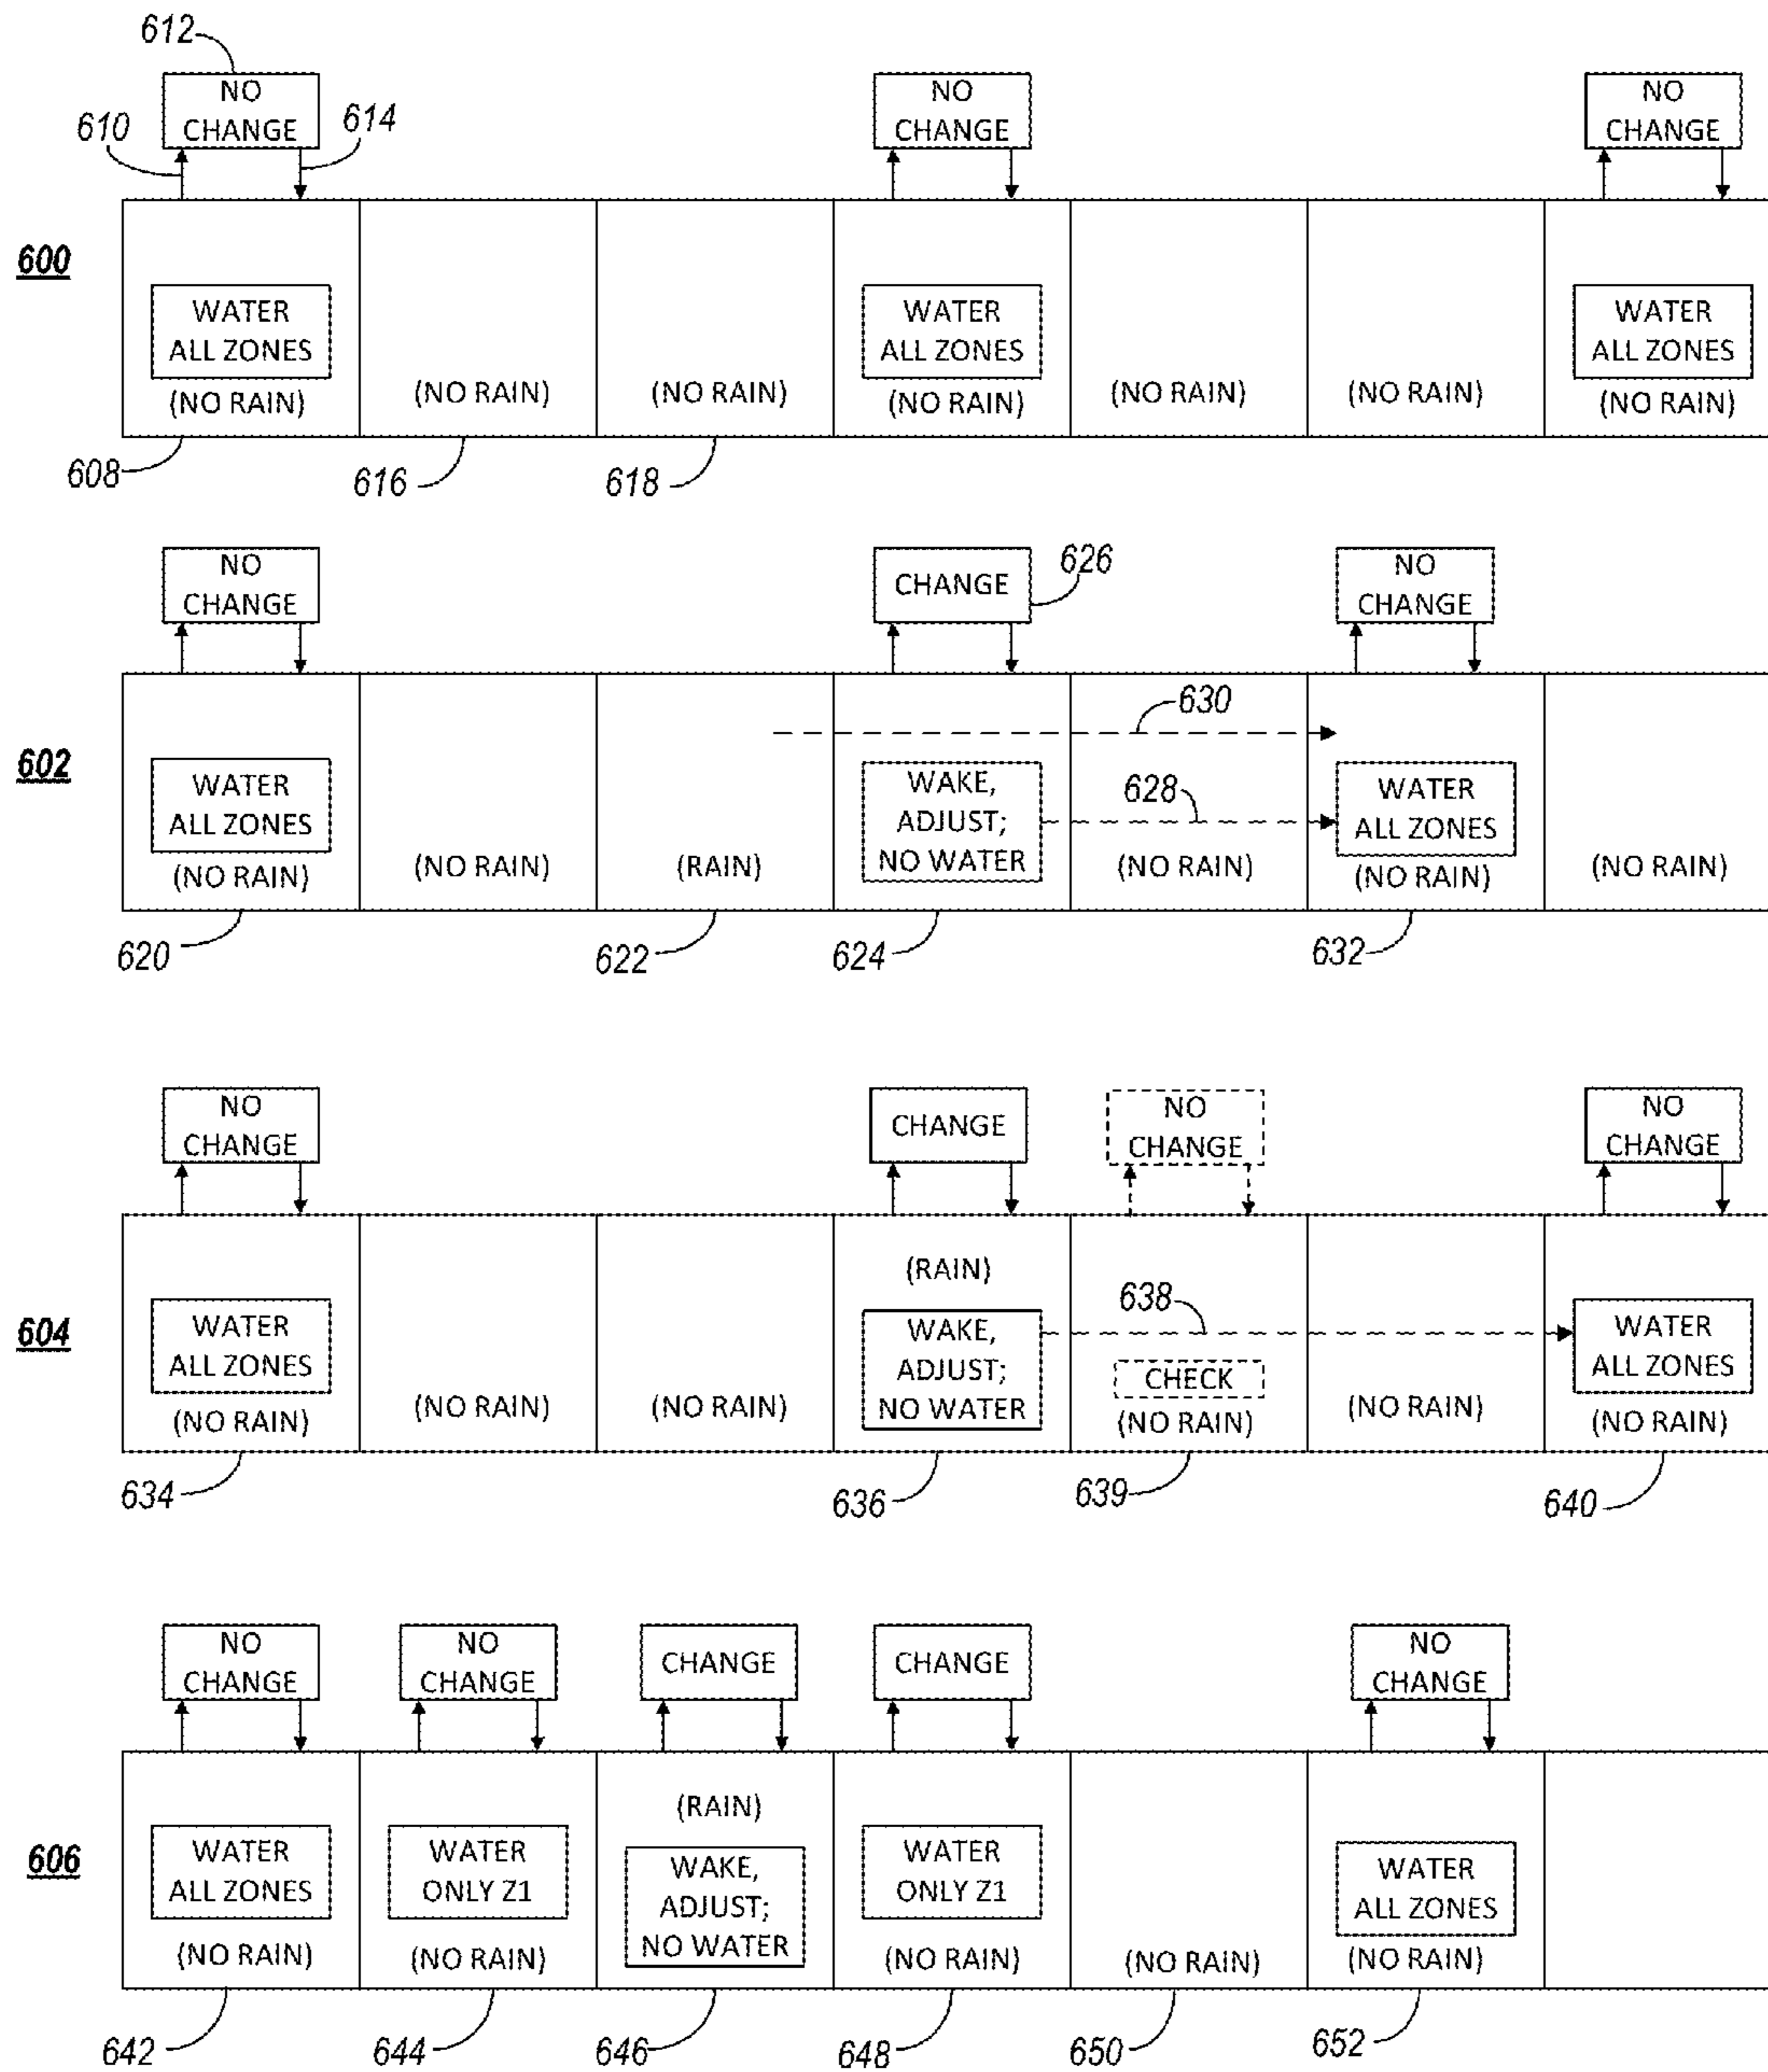 612
NO
CHANGE
NO
CHANGE
NO
CHANGE
610
614
600
WATER
ALL ZONES
(NO RAIN)
(NO RAIN)
(NO RAIN)
WATER
ALL ZONES
(NO RAIN)
(NO RAIN)
(NO RAIN)
WATER
ALL ZONES
(NO RAIN)
608
616
618
NO
CHANGE
CHANGE
626
NO
CHANGE
602
630
WATER
ALL ZONES
(NO RAIN)
(NO RAIN)
(RAIN)
WAKE,
ADJUST;
NO WATER
628
(NO RAIN)
WATER
ALL ZONES
(NO RAIN)
(NO RAIN)
620
622
624
632
NO
CHANGE
CHANGE
NO
CHANGE
NO
CHANGE
604
WATER
ALL ZONES
(NO RAIN)
(NO RAIN)
(NO RAIN)
(RAIN)
WAKE,
ADJUST;
NO WATER
638
CHECK
(NO RAIN)
(NO RAIN)
WATER
ALL ZONES
(NO RAIN)
634
636
639
640
NO
CHANGE
NO
CHANGE
CHANGE
CHANGE
NO
CHANGE
606
WATER
ALL ZONES
(NO RAIN)
WATER
ONLY Z1
(NO RAIN)
(RAIN)
WAKE,
ADJUST;
NO WATER
WATER
ONLY Z1
(NO RAIN)
(NO RAIN)
WATER
ALL ZONES
(NO RAIN)
642
644
646
648
650
652